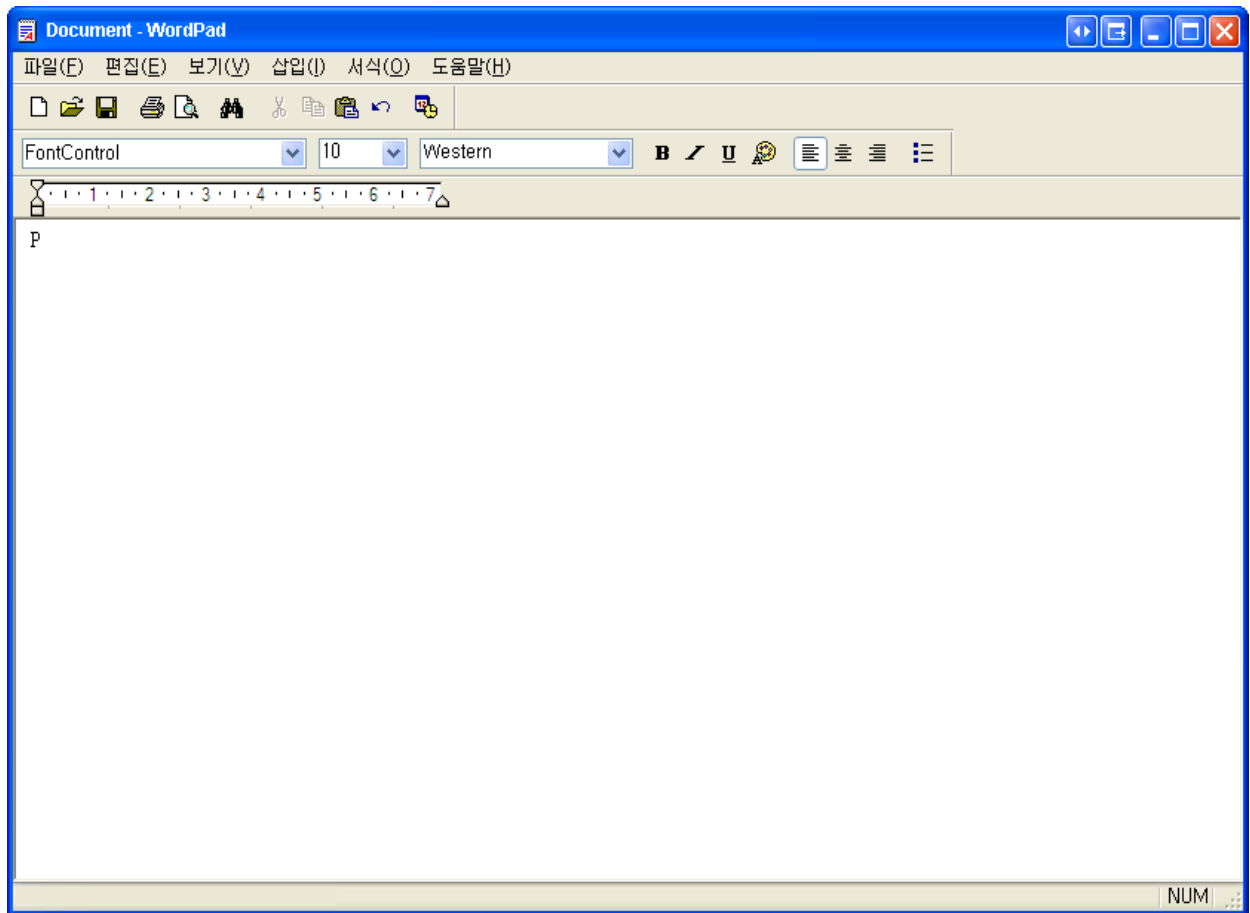 Document - WordPad
파일(F) 편집(E) 보기(V) 삽입(I) 서식(O) 도움말(H)
FontControl 10 Western B I U
1 2 3 4 5 6 7
P
NUM